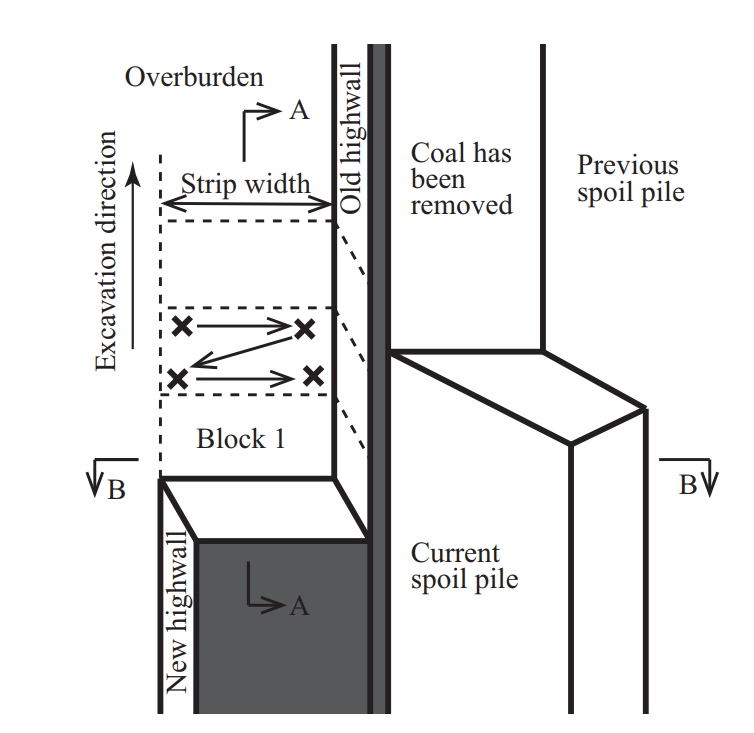 Overburden
A
Old highwall
Coal has
been
removed
Previous
spoil pile
Strip width
Excavation direction
Block 1
B
B
Current
spoil pile
New highwall
A